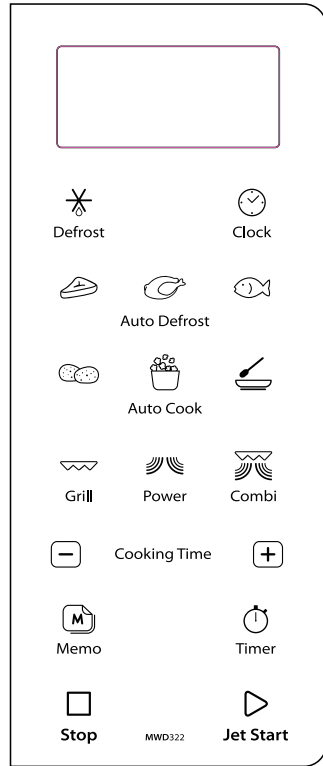 Defrost Clock
Auto Defrost
Auto Cook
Grill Power Combi
Cooking Time
M
Memo Timer
Stop MWD322 Jet Start